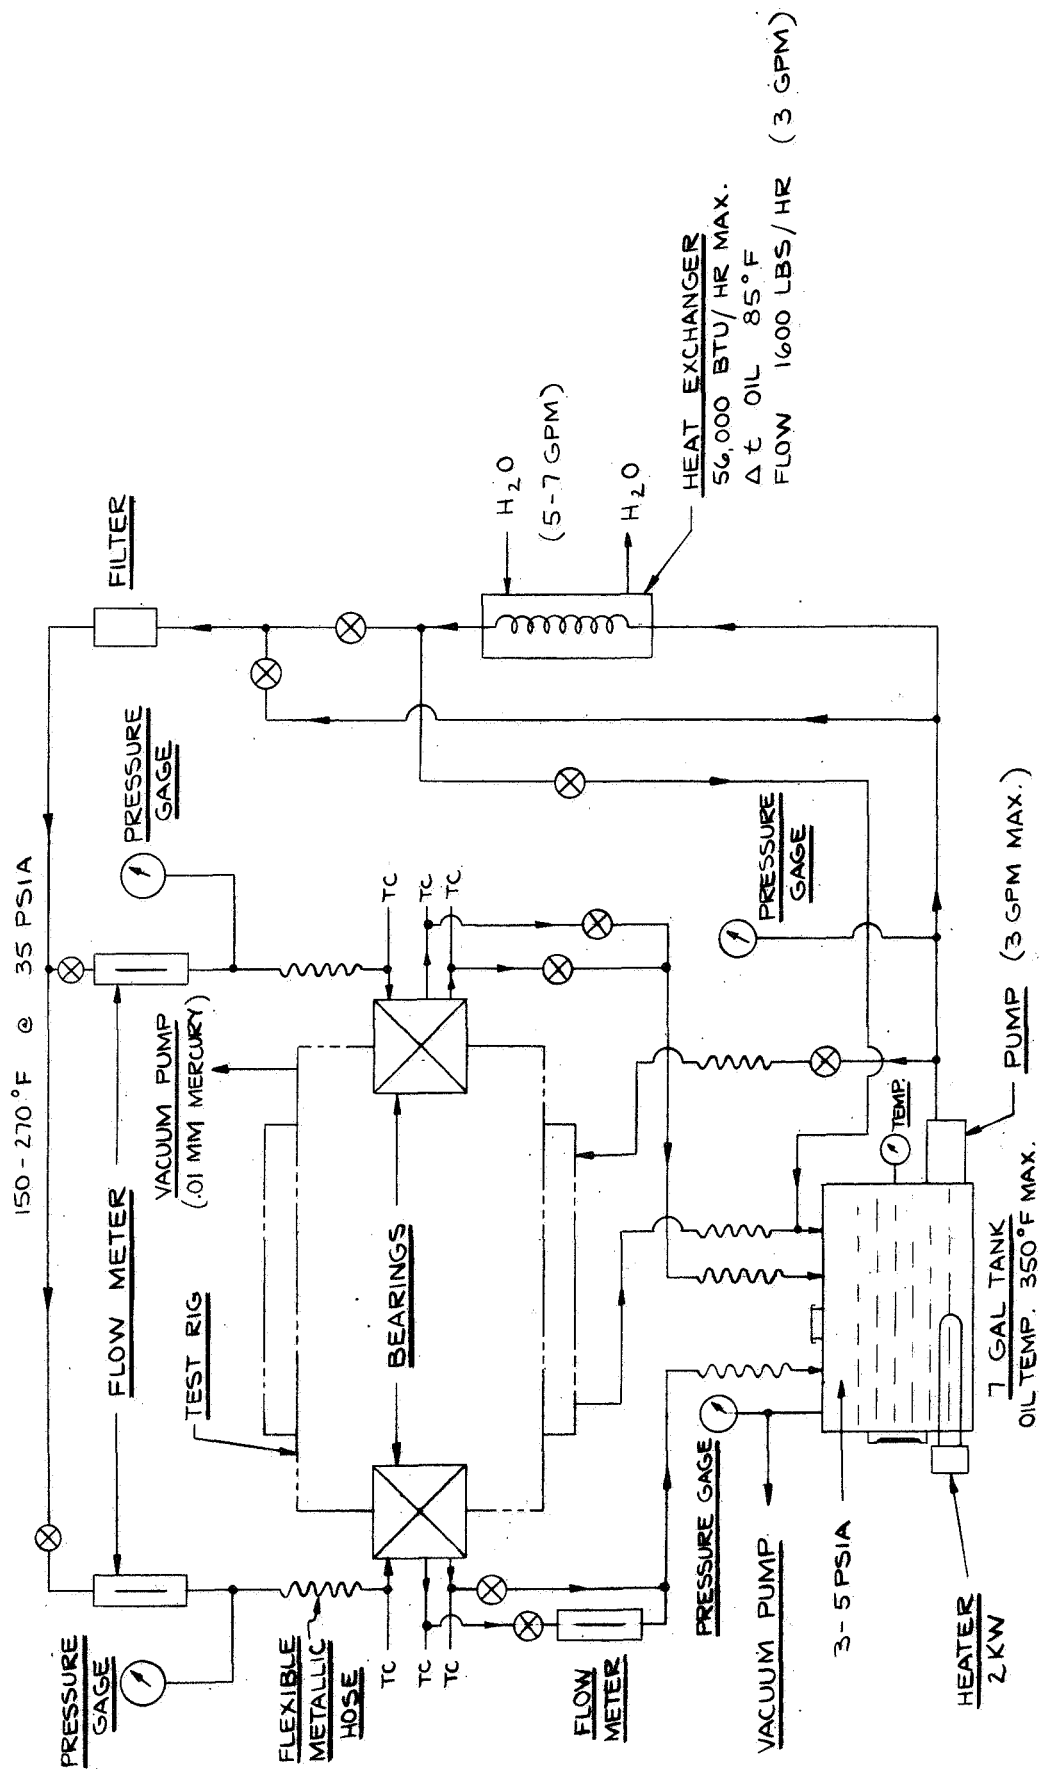 150-270°F @ 35 PSIA
PRESSURE
GAGE
FLOW METER
PRESSURE
GAGE
FILTER
FLEXIBLE
METALLIC
HOSE
TEST RIG
VACUUM PUMP
(.01 MM MERCURY)
BEARINGS
TC
TC
TC
TC
TC
TC
H2O
(5-7 GPM)
H2O
FLOW
METER
HEAT EXCHANGER
56,000 BTU/HR MAX.
Δt OIL 85°F
FLOW 1600 LBS/HR (3 GPM)
PRESSURE GAGE
VACUUM PUMP
PRESSURE
GAGE
3-5 PSIA
TEMP.
HEATER
2 KW
7 GAL TANK
OIL TEMP. 350°F MAX.
PUMP (3 GPM MAX.)